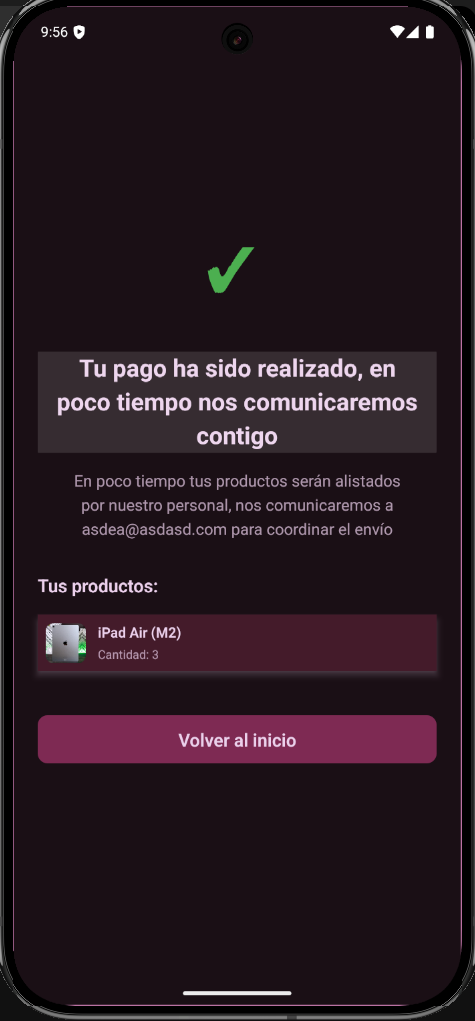 9:56
Tu pago ha sido realizado, en
poco tiempo nos comunicaremos
contigo
En poco tiempo tus productos serán alistados
por nuestro personal, nos comunicaremos a
asdea@asdasd.com para coordinar el envío
Tus productos:
iPad Air (M2)
Cantidad: 3
Volver al inicio